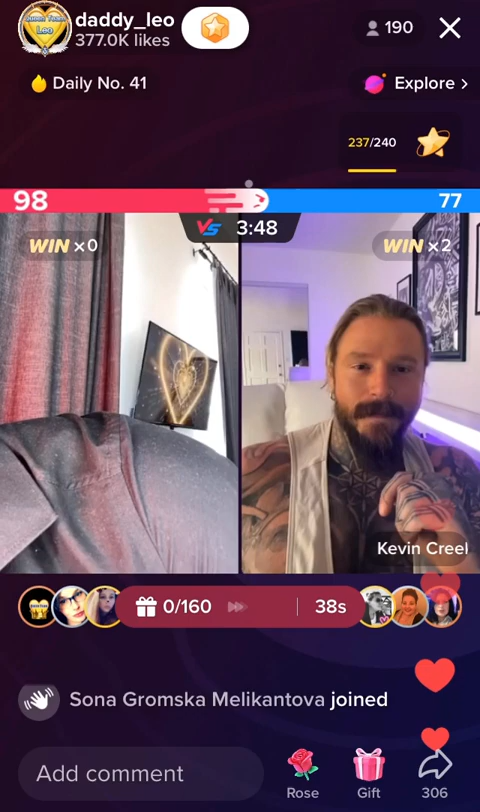 daddy_leo
377.0K likes
190
Daily No. 41
Explore
237/240
98
77
VS 3:48
WIN ×0
WIN ×2
Kevin Creel
0/160
38s
Sona Gromska Melikantova joined
Add comment
Rose
Gift
306